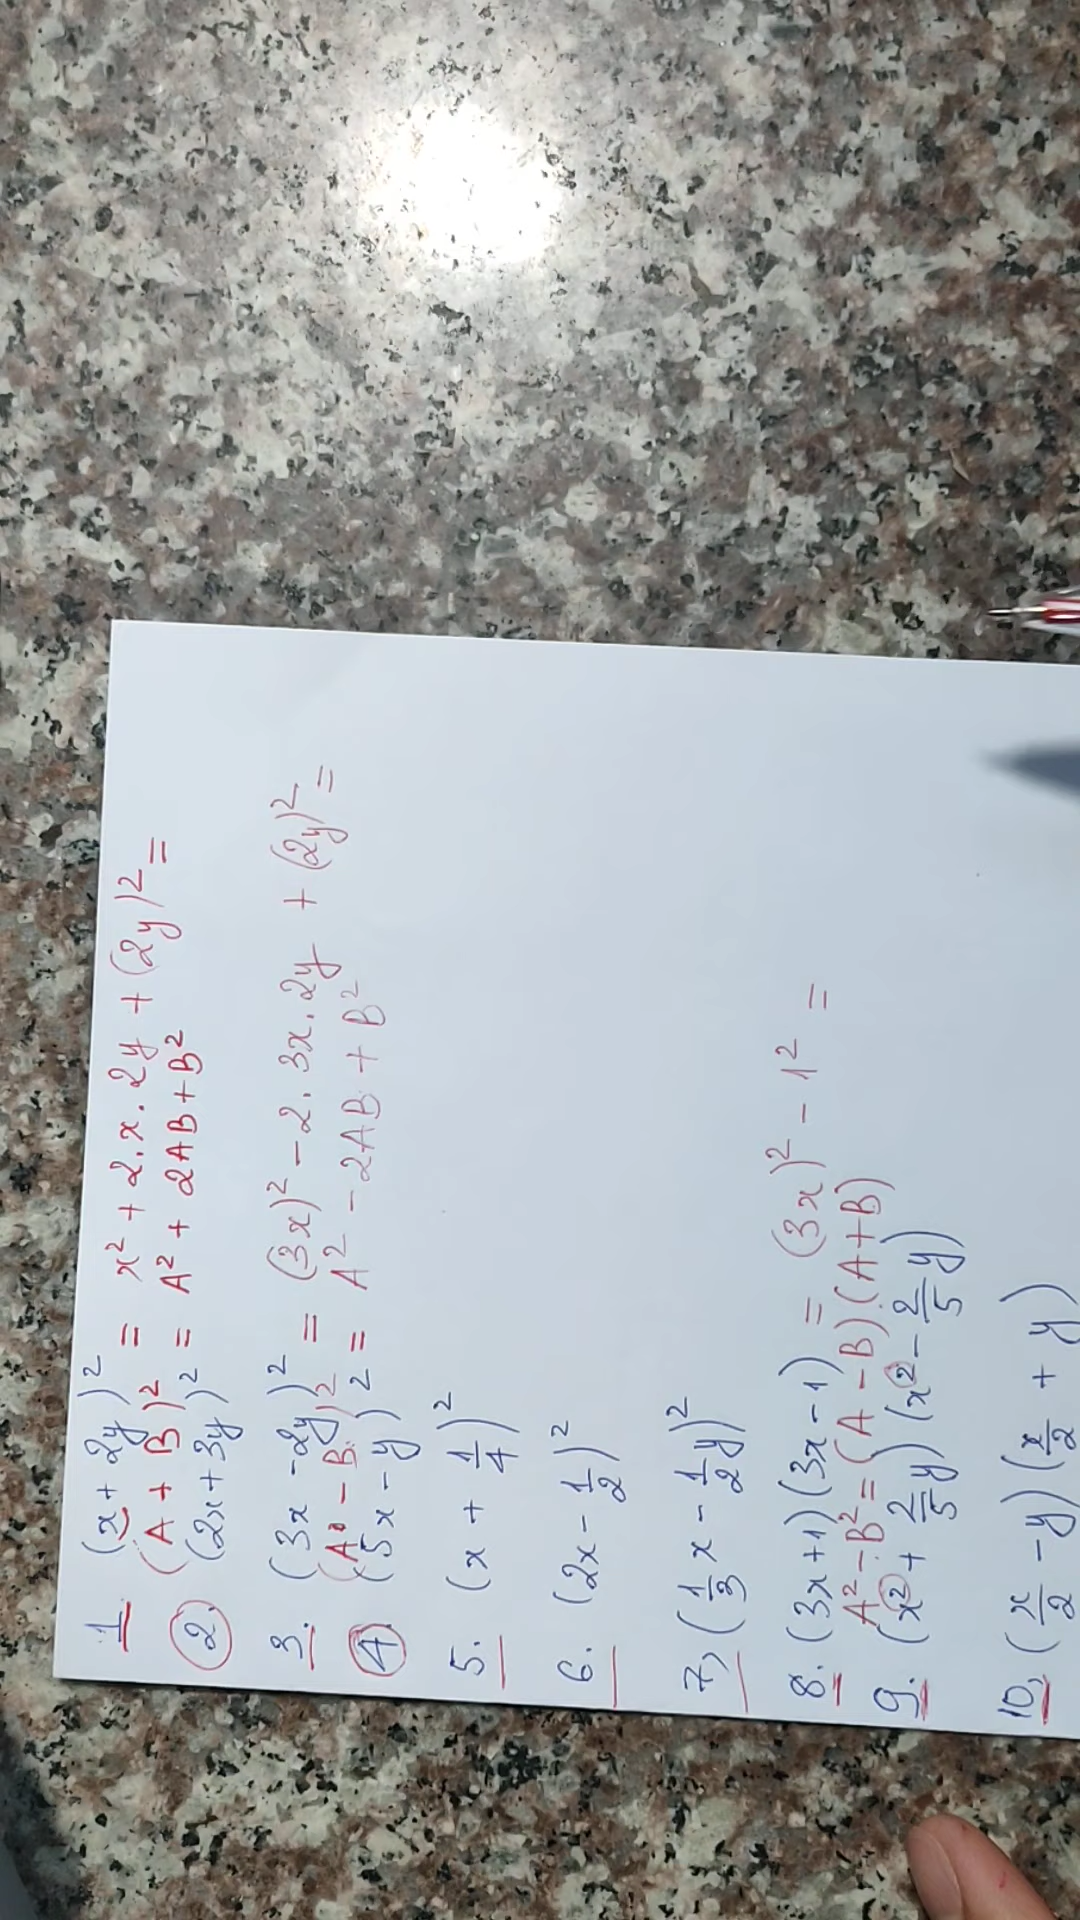 1. (x + 2y)² = x² + 2.x.2y + (2y)² =
(A + B)² = A² + 2AB + B²
2. (2x + 3y)²
3. (3x - 2y)² = (3x)² - 2.3x.2y + (2y)² =
(A - B)² = A² - 2AB + B²
4 (5x - y)²
5. (x + 1/4)²
6. (2x - 1/2)²
7, (1/3 x - 1/2 y)²
8. (3x+1)(3x-1) = (3x)² - 1² =
A² - B² = (A - B).(A + B)
9. (x² + 2/5 y)(x² - 2/5 y)
10, (x/2 - y)(x/2 + y)